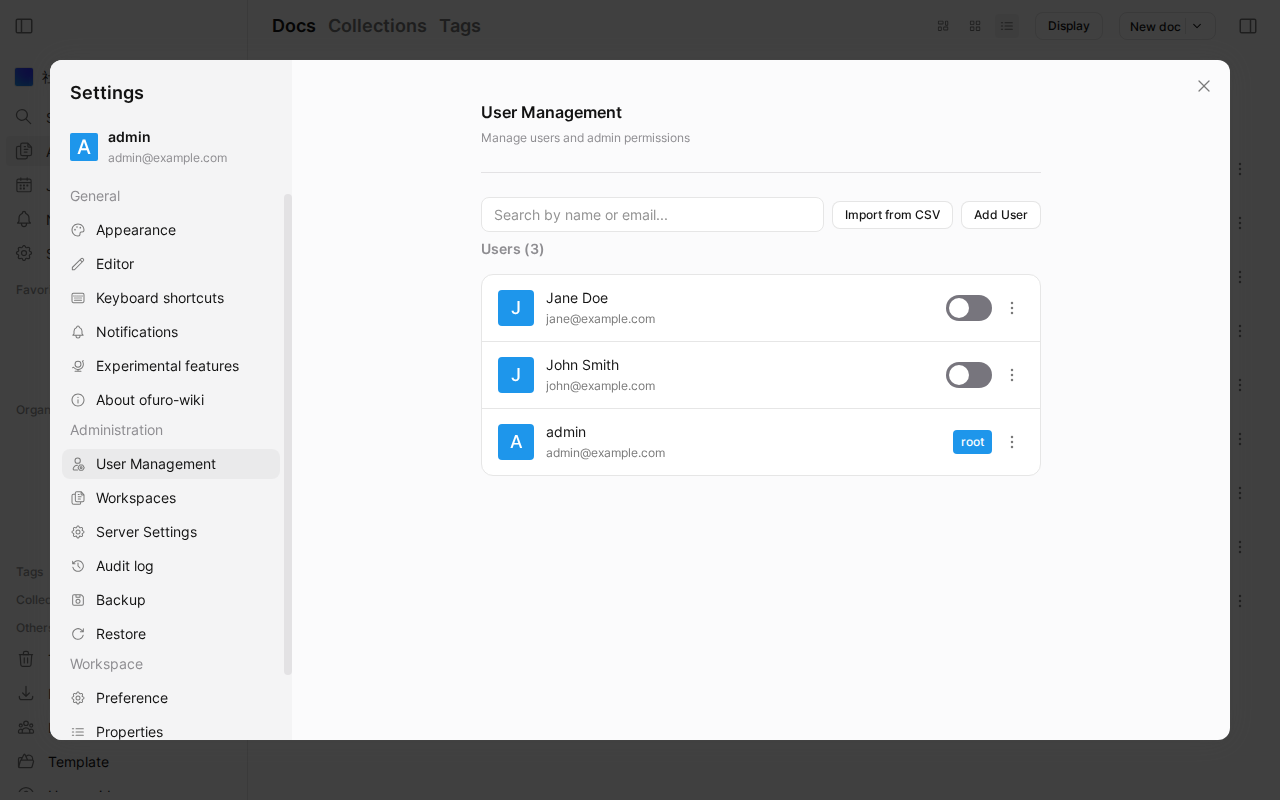 Docs Collections Tags
Display
New doc
Settings
A
admin
admin@example.com
General
Appearance
Editor
Keyboard shortcuts
Notifications
Experimental features
About ofuro-wiki
Administration
User Management
Workspaces
Server Settings
Audit log
Backup
Restore
Workspace
Preference
Properties
User Management
Manage users and admin permissions
Search by name or email...
Import from CSV
Add User
Users (3)
J
Jane Doe
jane@example.com
J
John Smith
john@example.com
A
admin
admin@example.com
root
Tags
Template